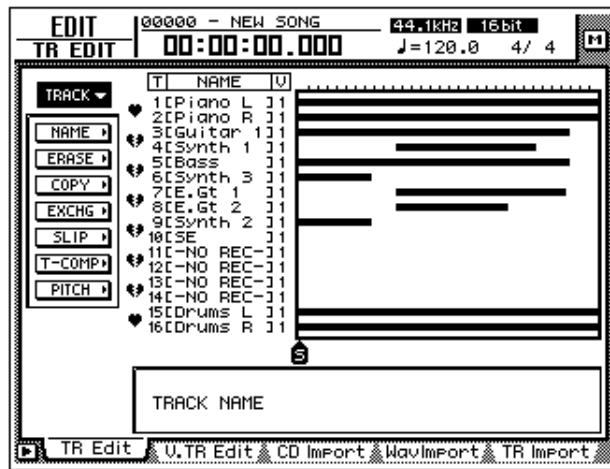 EDIT
TR EDIT
00000 - NEW SONG
00:00:00.000
44.1kHz 16bit
♩=120.0 4/ 4
M
TRACK
NAME
ERASE
COPY
EXCHG
SLIP
T-COMP
PITCH
T NAME V
1[Piano L ]1
2[Piano R ]1
3[Guitar 1]1
4[Synth 1 ]1
5[Bass ]1
6[Synth 3 ]1
7[E.Gt 1 ]1
8[E.Gt 2 ]1
9[Synth 2 ]1
10[SE ]1
11[-NO REC-]1
12[-NO REC-]1
13[-NO REC-]1
14[-NO REC-]1
15[Drums L ]1
16[Drums R ]1
S
TRACK NAME
TR Edit V.TR Edit CD Import WavImport TR Import